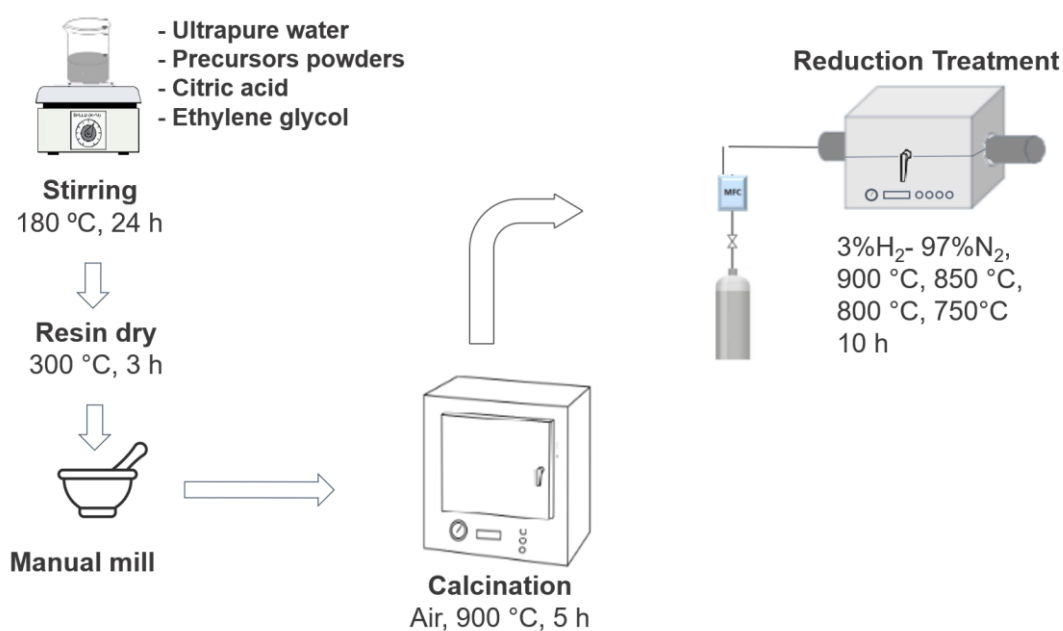 - Ultrapure water
- Precursors powders
- Citric acid
- Ethylene glycol
Stirring
180 ºC, 24 h
Resin dry
300 °C, 3 h
Manual mill
Calcination
Air, 900 °C, 5 h
Reduction Treatment
MFC
3%H₂- 97%N₂,
900 °C, 850 °C,
800 °C, 750°C
10 h